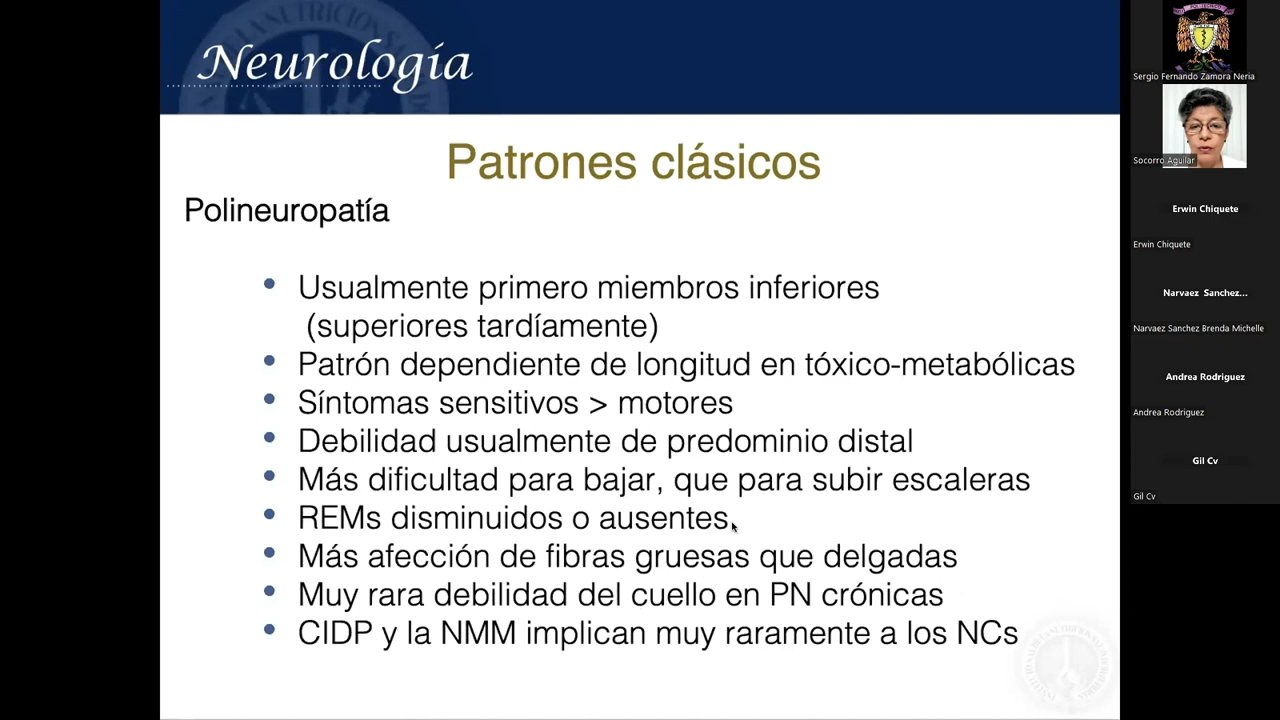 Neurología
Patrones clásicos
Polineuropatía
• Usualmente primero miembros inferiores
(superiores tardíamente)
• Patrón dependiente de longitud en tóxico-metabólicas
• Síntomas sensitivos > motores
• Debilidad usualmente de predominio distal
• Más dificultad para bajar, que para subir escaleras
• REMs disminuidos o ausentes
• Más afección de fibras gruesas que delgadas
• Muy rara debilidad del cuello en PN crónicas
• CIDP y la NMM implican muy raramente a los NCs
Sergio Fernando Zamora Neria
Socorro Aguilar
Erwin Chiquete
Erwin Chiquete
Narvaez Sanchez...
Narvaez Sanchez Brenda Michelle
Andrea Rodriguez
Andrea Rodriguez
Gil Cv
Gil Cv